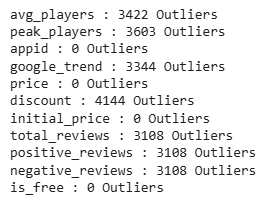 avg_players : 3422 Outliers
peak_players : 3603 Outliers
appid : 0 Outliers
google_trend : 3344 Outliers
price : 0 Outliers
discount : 4144 Outliers
initial_price : 0 Outliers
total_reviews : 3108 Outliers
positive_reviews : 3108 Outliers
negative_reviews : 3108 Outliers
is_free : 0 Outliers